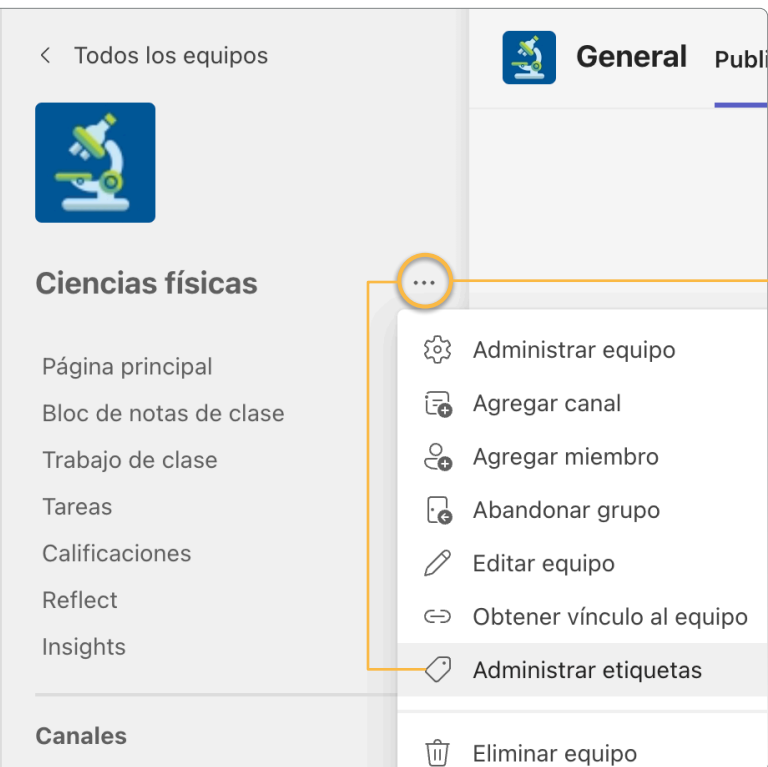 Todos los equipos
General
Ciencias físicas
Página principal
Bloc de notas de clase
Trabajo de clase
Tareas
Calificaciones
Reflect
Insights
Canales
Administrar equipo
Agregar canal
Agregar miembro
Abandonar grupo
Editar equipo
Obtener vínculo al equipo
Administrar etiquetas
Eliminar equipo